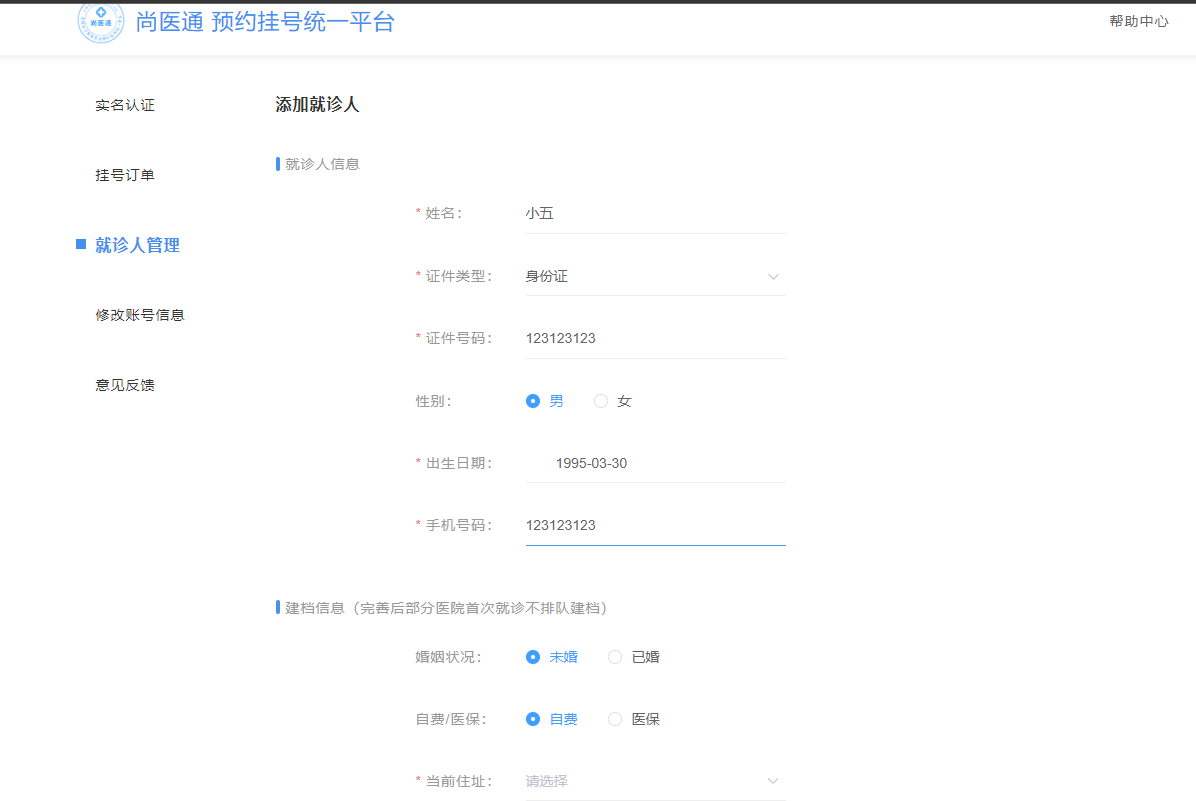 尚医通
尚医通 预约挂号统一平台
帮助中心
实名认证
挂号订单
就诊人管理
修改账号信息
意见反馈
添加就诊人
就诊人信息
* 姓名: 小五
* 证件类型: 身份证
* 证件号码: 123123123
性别: 男 女
* 出生日期: 1995-03-30
* 手机号码: 123123123
建档信息（完善后部分医院首次就诊不排队建档）
婚姻状况: 未婚 已婚
自费/医保: 自费 医保
* 当前住址: 请选择